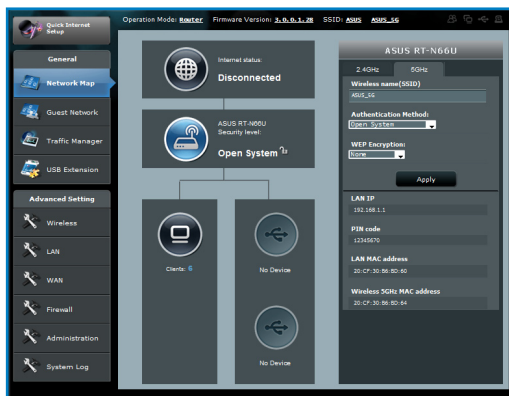 Quick Internet
Setup
Operation Mode: Router Firmware Version: 3.0.0.1.28 SSID: ASUS ASUS_5G
General
Network Map
Guest Network
Traffic Manager
USB Extension
Advanced Setting
Wireless
LAN
WAN
Firewall
Administration
System Log
Internet status:
Disconnected
ASUS RT-N66U
Security level:
Open System
Clients: 6
No Device
No Device
ASUS RT-N66U
2.4GHz 5GHz
Wireless name(SSID)
ASUS_5G
Authentication Method:
Open System
WEP Encryption:
None
Apply
LAN IP
192.168.1.1
PIN code
12345670
LAN MAC address
20:CF:30:B6:BD:60
Wireless 5GHz MAC address
20:CF:30:B6:BD:64